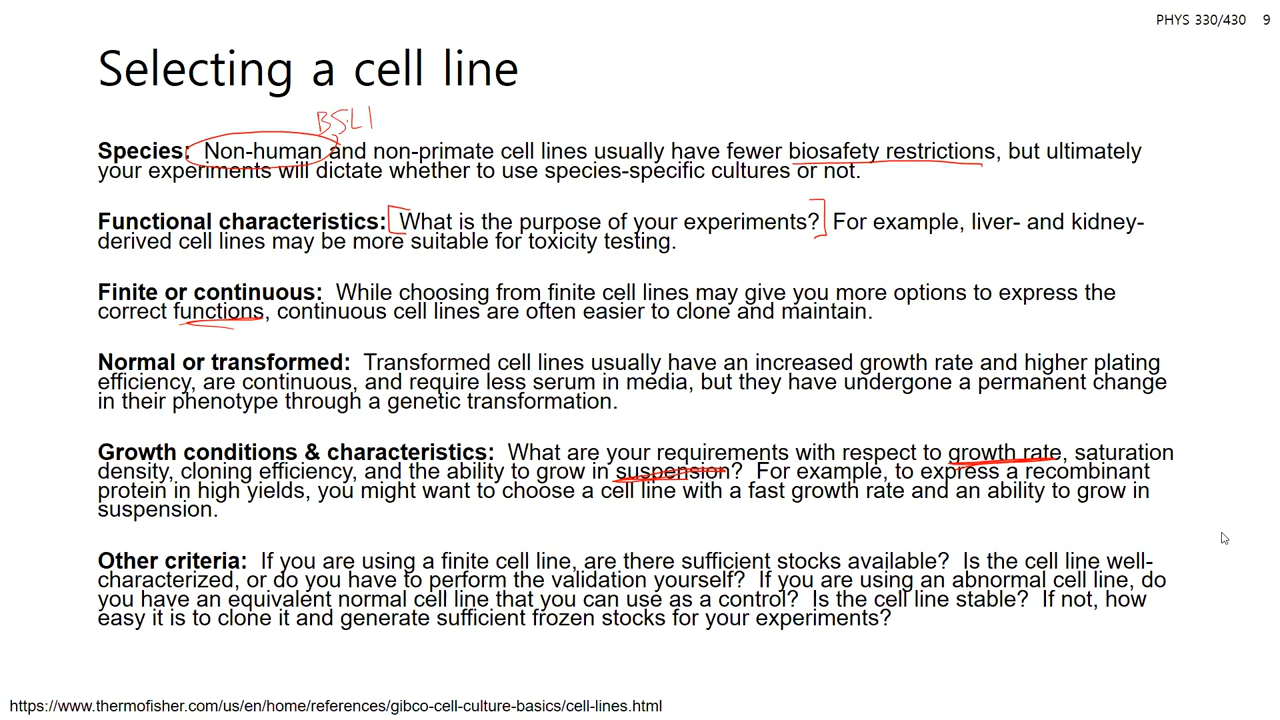 PHYS 330/430 9
Selecting a cell line
BSL1
Species: Non-human and non-primate cell lines usually have fewer biosafety restrictions, but ultimately
your experiments will dictate whether to use species-specific cultures or not.
Functional characteristics: What is the purpose of your experiments? For example, liver- and kidney-
derived cell lines may be more suitable for toxicity testing.
Finite or continuous: While choosing from finite cell lines may give you more options to express the
correct functions, continuous cell lines are often easier to clone and maintain.
Normal or transformed: Transformed cell lines usually have an increased growth rate and higher plating
efficiency, are continuous, and require less serum in media, but they have undergone a permanent change
in their phenotype through a genetic transformation.
Growth conditions & characteristics: What are your requirements with respect to growth rate, saturation
density, cloning efficiency, and the ability to grow in suspension? For example, to express a recombinant
protein in high yields, you might want to choose a cell line with a fast growth rate and an ability to grow in
suspension.
Other criteria: If you are using a finite cell line, are there sufficient stocks available? Is the cell line well-
characterized, or do you have to perform the validation yourself? If you are using an abnormal cell line, do
you have an equivalent normal cell line that you can use as a control? Is the cell line stable? If not, how
easy it is to clone it and generate sufficient frozen stocks for your experiments?
https://www.thermofisher.com/us/en/home/references/gibco-cell-culture-basics/cell-lines.html